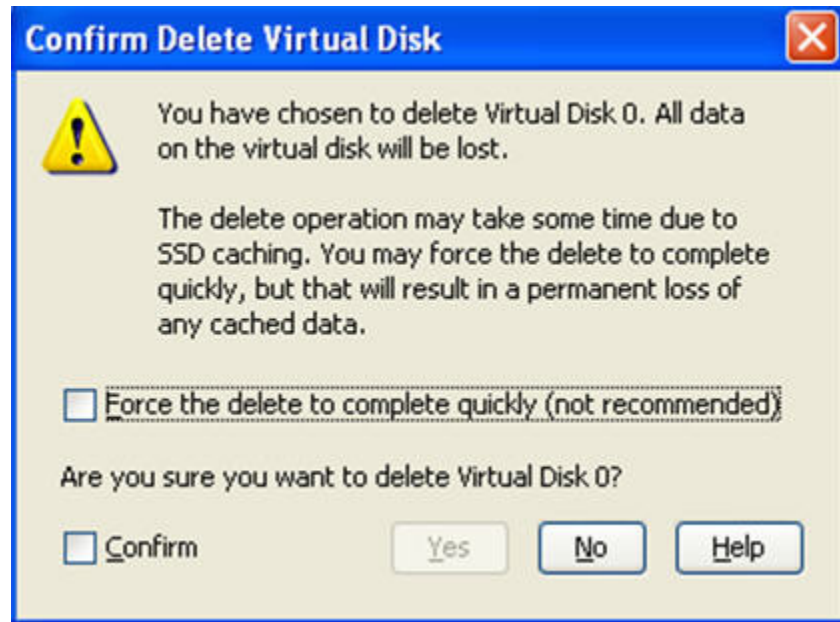 Confirm Delete Virtual Disk
You have chosen to delete Virtual Disk 0. All data
on the virtual disk will be lost.
The delete operation may take some time due to
SSD caching. You may force the delete to complete
quickly, but that will result in a permanent loss of
any cached data.
Force the delete to complete quickly (not recommended)
Are you sure you want to delete Virtual Disk 0?
Confirm Yes No Help